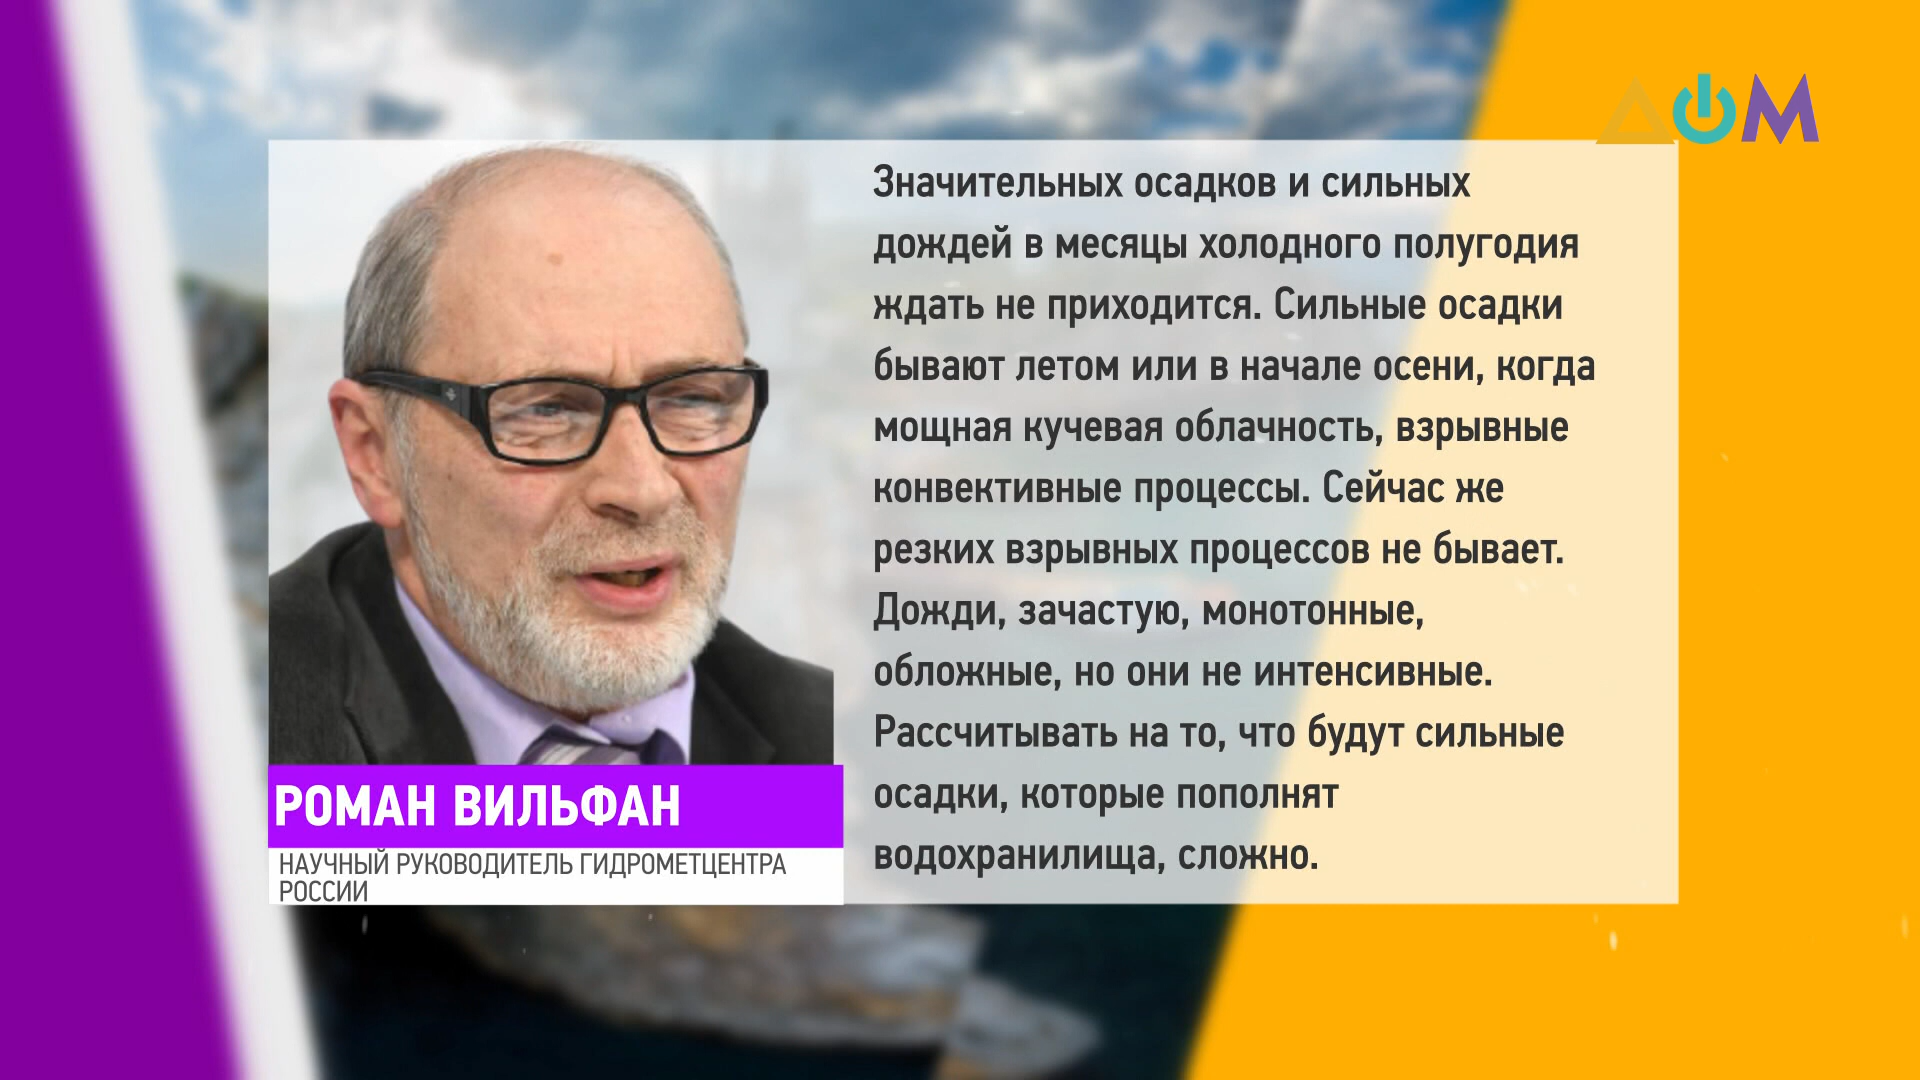 ДОМ
Значительных осадков и сильных
дождей в месяцы холодного полугодия
ждать не приходится. Сильные осадки
бывают летом или в начале осени, когда
мощная кучевая облачность, взрывные
конвективные процессы. Сейчас же
резких взрывных процессов не бывает.
Дожди, зачастую, монотонные,
обложные, но они не интенсивные.
Рассчитывать на то, что будут сильные
осадки, которые пополнят
водохранилища, сложно.
РОМАН ВИЛЬФАН
НАУЧНЫЙ РУКОВОДИТЕЛЬ ГИДРОМЕТЦЕНТРА
РОССИИ